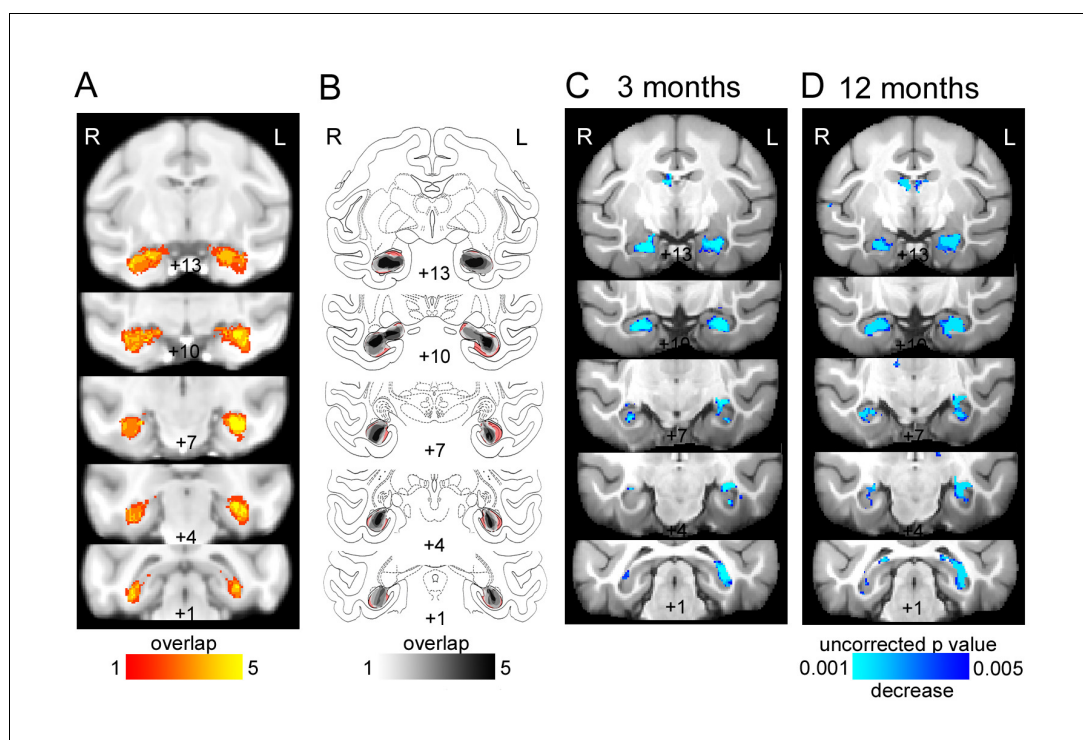 A
R L
+13
+10
+7
+4
+1
overlap
1 5
B
R L
+13
+10
+7
+4
+1
overlap
1 5
C 3 months
R L
+13
+10
+7
+4
+1
D 12 months
R L
+13
+10
+7
+4
+1
uncorrected p value
0.001 0.005
decrease